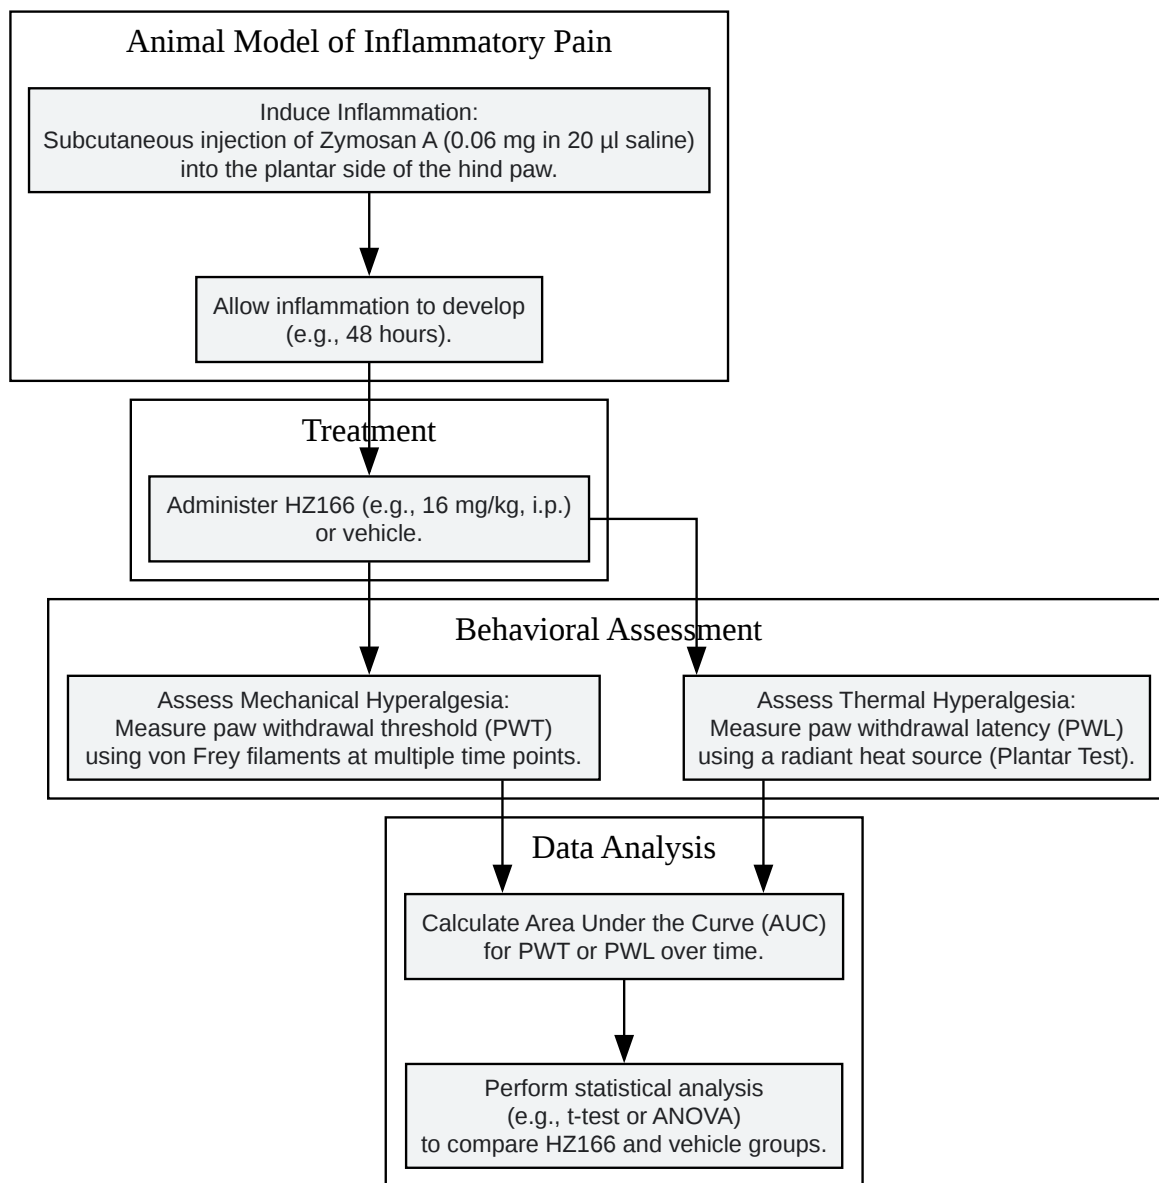 Animal Model of Inflammatory Pain
Induce Inflammation:
Subcutaneous injection of Zymosan A (0.06 mg in 20 µl saline)
into the plantar side of the hind paw.
Allow inflammation to develop
(e.g., 48 hours).
Treatment
Administer HZ166 (e.g., 16 mg/kg, i.p.)
or vehicle.
Behavioral Assessment
Assess Mechanical Hyperalgesia:
Measure paw withdrawal threshold (PWT)
using von Frey filaments at multiple time points.
Assess Thermal Hyperalgesia:
Measure paw withdrawal latency (PWL)
using a radiant heat source (Plantar Test).
Data Analysis
Calculate Area Under the Curve (AUC)
for PWT or PWL over time.
Perform statistical analysis
(e.g., t-test or ANOVA)
to compare HZ166 and vehicle groups.